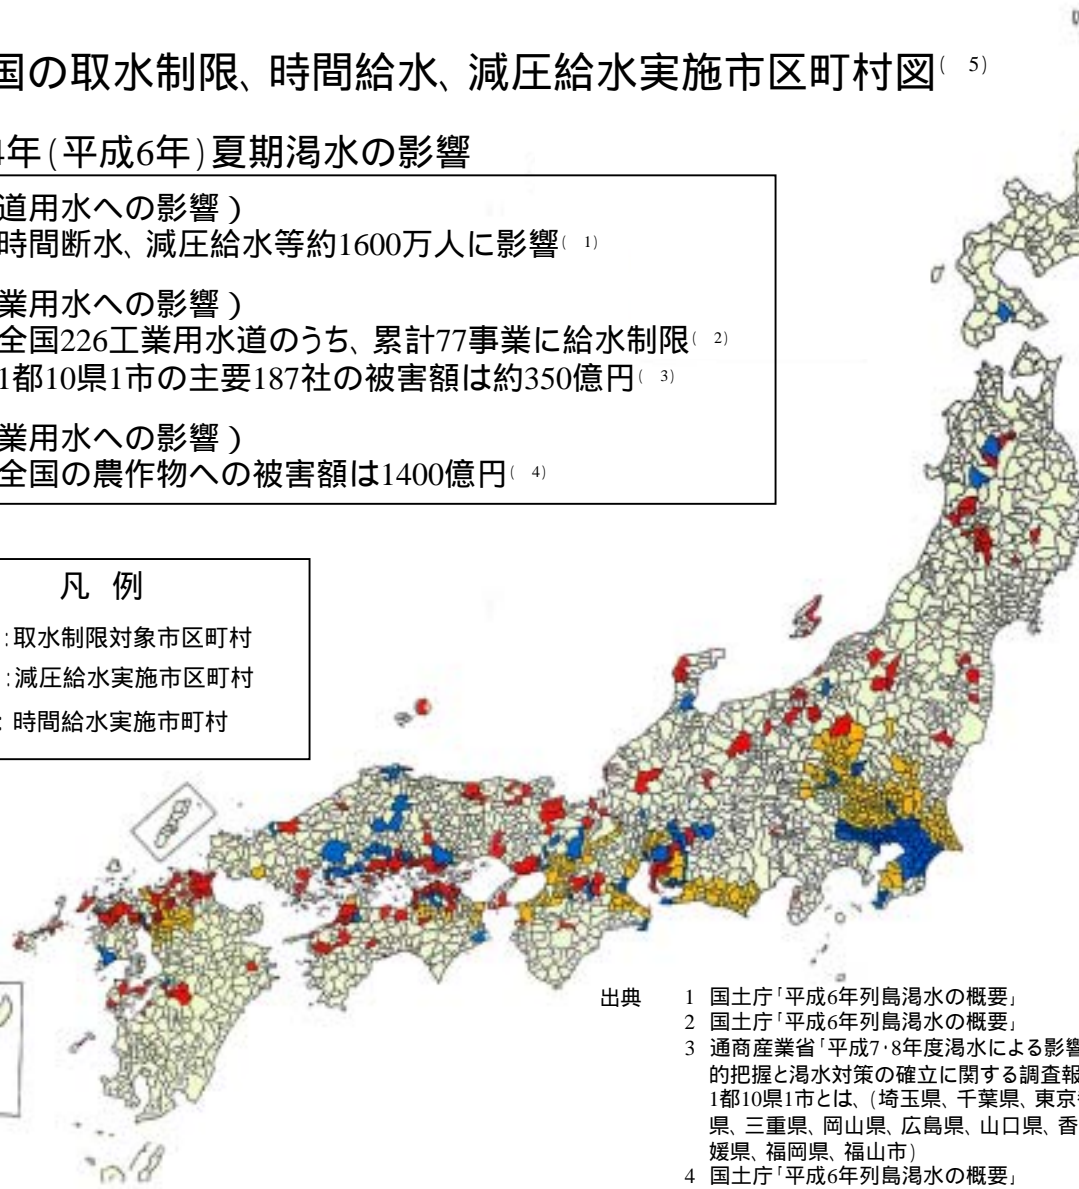 国の取水制限、時間給水、減圧給水実施市区町村図( 5)
年(平成6年)夏期渇水の影響
道用水への影響)
時間断水、減圧給水等約1600万人に影響( 1)
業用水への影響)
全国226工業用水道のうち、累計77事業に給水制限( 2)
1都10県1市の主要187社の被害額は約350億円( 3)
業用水への影響)
全国の農作物への被害額は1400億円( 4)
凡 例
:取水制限対象市区町村
:減圧給水実施市区町村
: 時間給水実施市町村
出典 1 国土庁「平成6年列島渇水の概要」
2 国土庁「平成6年列島渇水の概要」
3 通商産業省「平成7・8年度渇水による影響
的把握と渇水対策の確立に関する調査報
1都10県1市とは、(埼玉県、千葉県、東京
県、三重県、岡山県、広島県、山口県、香
媛県、福岡県、福山市)
4 国土庁「平成6年列島渇水の概要」